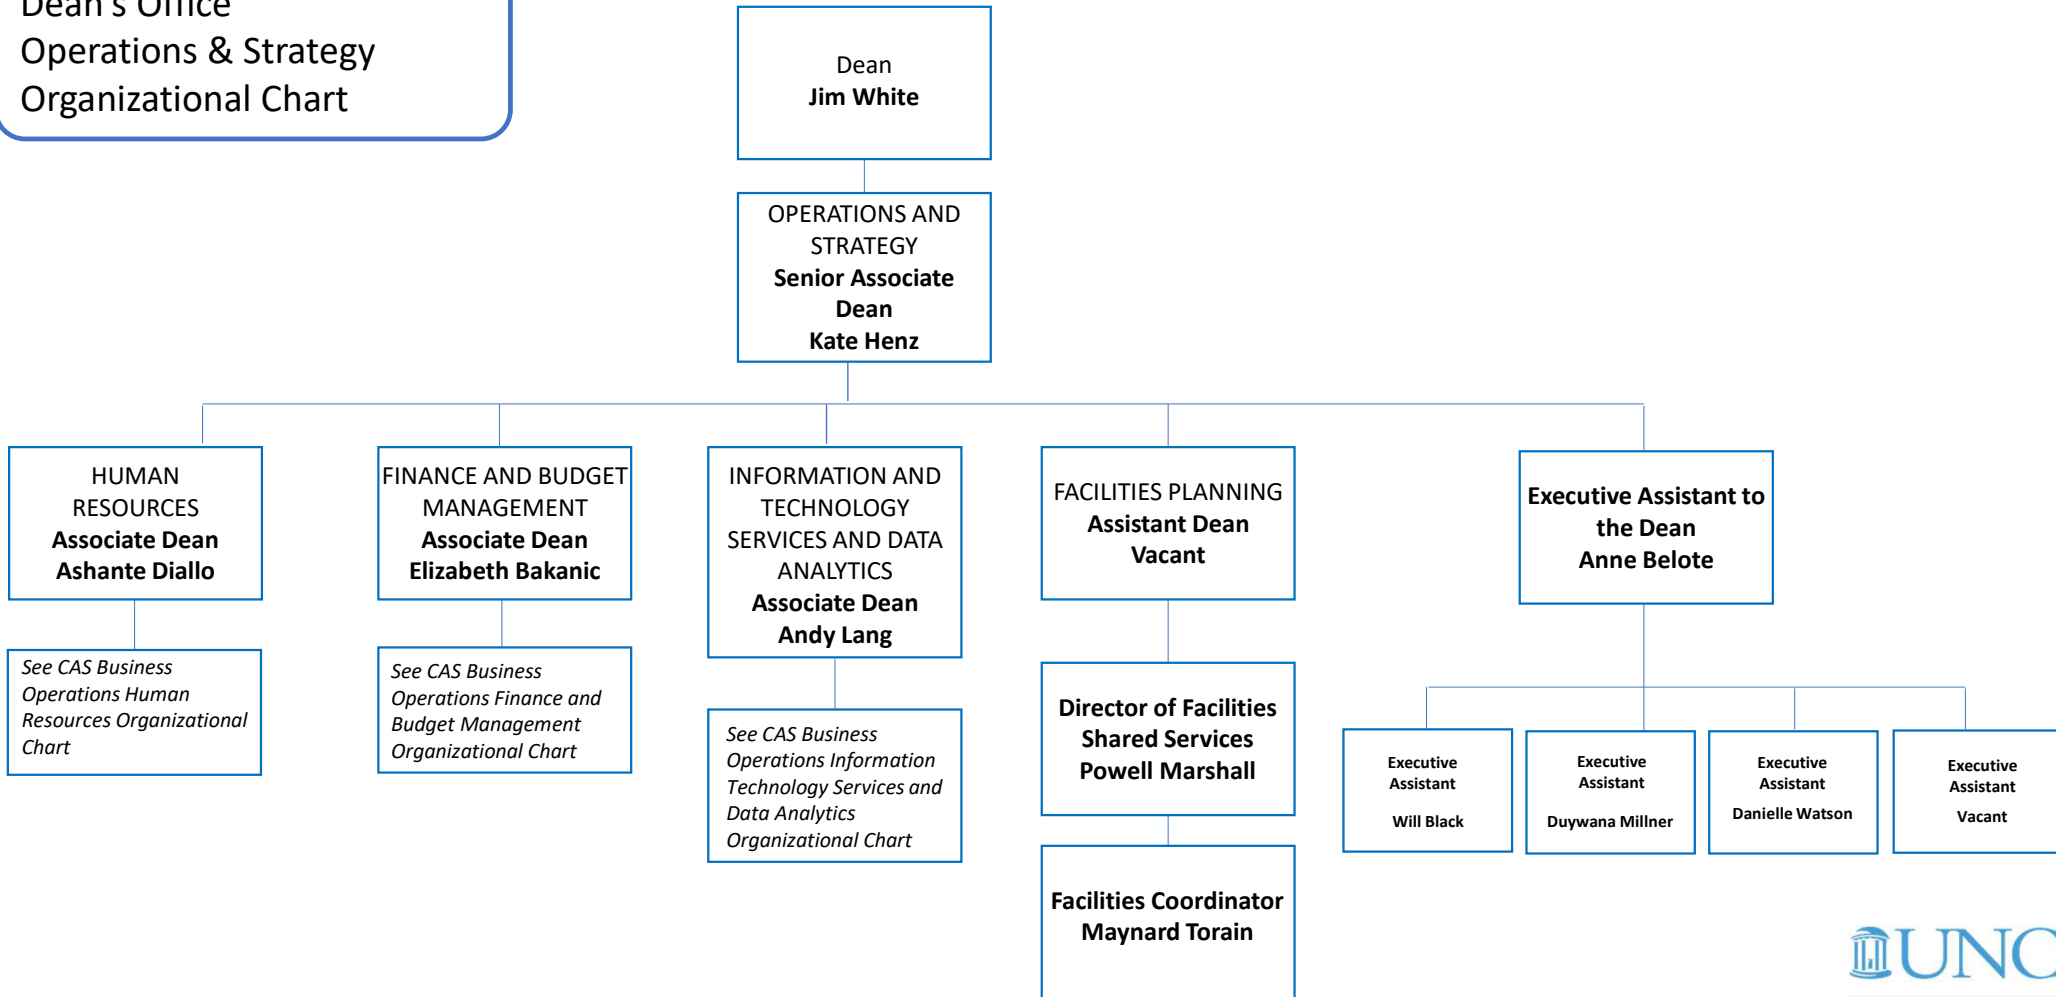 Dean's Office
Operations & Strategy
Organizational Chart
Dean
Jim White
OPERATIONS AND
STRATEGY
Senior Associate
Dean
Kate Henz
HUMAN
RESOURCES
Associate Dean
Ashante Diallo
FINANCE AND BUDGET
MANAGEMENT
Associate Dean
Elizabeth Bakanic
INFORMATION AND
TECHNOLOGY
SERVICES AND DATA
ANALYTICS
Associate Dean
Andy Lang
FACILITIES PLANNING
Assistant Dean
Vacant
Executive Assistant to
the Dean
Anne Belote
See CAS Business
Operations Human
Resources Organizational
Chart
See CAS Business
Operations Finance and
Budget Management
Organizational Chart
See CAS Business
Operations Information
Technology Services and
Data Analytics
Organizational Chart
Director of Facilities
Shared Services
Powell Marshall
Facilities Coordinator
Maynard Torain
Executive
Assistant
Will Black
Executive
Assistant
Duywana Millner
Executive
Assistant
Danielle Watson
Executive
Assistant
Vacant
UNC